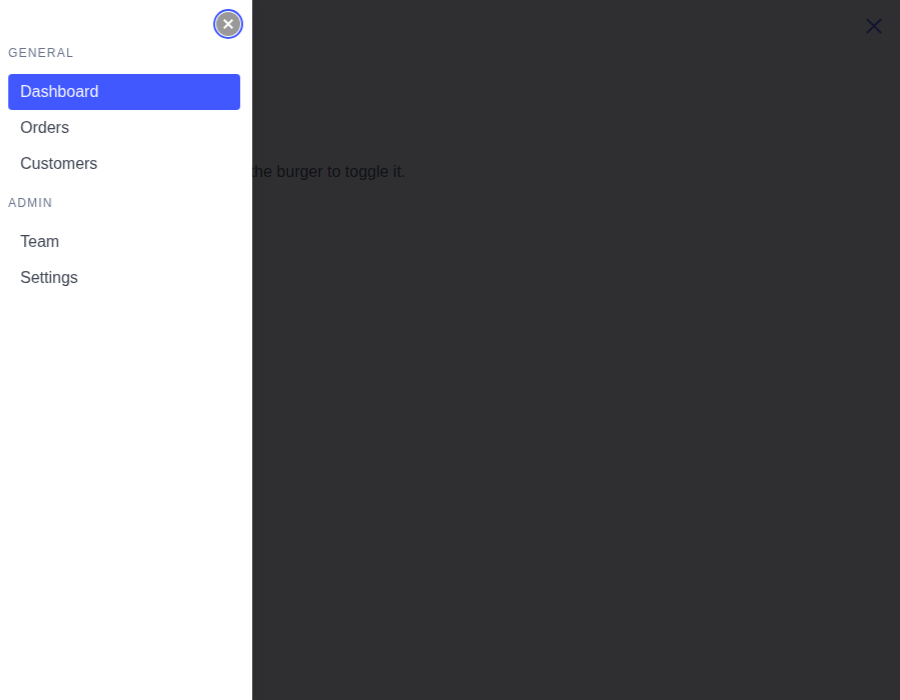 GENERAL
Dashboard
Orders
Customers
the burger to toggle it.
ADMIN
Team
Settings